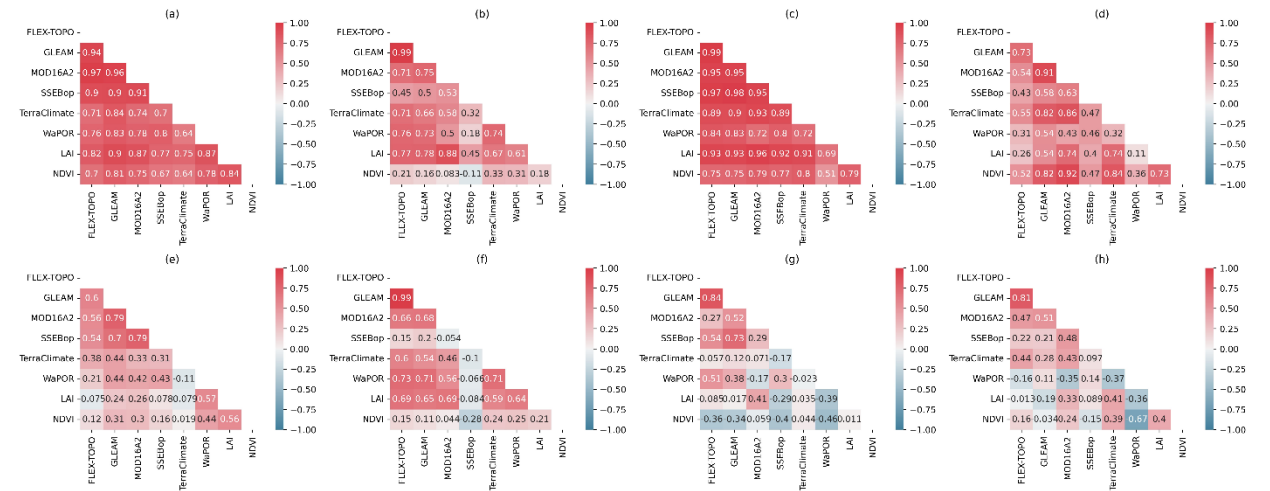 (a) (b) (c) (d)
FLEX-TOPO 1.00 FLEX-TOPO 1.00 FLEX-TOPO 1.00 FLEX-TOPO 1.00
GLEAM 0.94 0.75 GLEAM 0.99 0.75 GLEAM 0.99 0.75 GLEAM 0.73 0.75
MOD16A2 0.97 0.96 0.50 MOD16A2 0.71 0.75 0.50 MOD16A2 0.95 0.95 0.50 MOD16A2 0.54 0.91 0.50
SSEBop 0.9 0.9 0.91 0.25 SSEBop 0.45 0.5 0.53 0.25 SSEBop 0.97 0.98 0.95 0.25 SSEBop 0.43 0.58 0.63 0.25
TerraClimate 0.71 0.84 0.74 0.7 0.00 TerraClimate 0.71 0.66 0.58 0.32 0.00 TerraClimate 0.89 0.9 0.93 0.89 0.00 TerraClimate 0.55 0.82 0.86 0.47 0.00
WaPOR 0.76 0.83 0.78 0.8 0.64 −0.25 WaPOR 0.76 0.73 0.5 0.18 0.74 −0.25 WaPOR 0.84 0.83 0.72 0.8 0.72 −0.25 WaPOR 0.31 0.54 0.43 0.46 0.32 −0.25
−0.50 −0.50 −0.50 −0.50
LAI 0.82 0.9 0.87 0.77 0.75 0.87 −0.75 LAI 0.77 0.78 0.88 0.45 0.67 0.61 −0.75 LAI 0.93 0.93 0.96 0.92 0.91 0.69 −0.75 LAI 0.26 0.54 0.74 0.4 0.74 0.11 −0.75
NDVI 0.7 0.81 0.75 0.67 0.64 0.78 0.84 −1.00 NDVI 0.21 0.16 0.083 -0.11 0.33 0.31 0.18 −1.00 NDVI 0.75 0.75 0.79 0.77 0.8 0.51 0.79 −1.00 NDVI 0.52 0.82 0.92 0.47 0.84 0.36 0.73 −1.00
FLEX-TOPO GLEAM MOD16A2 SSEBop TerraClimate WaPOR LAI NDVI FLEX-TOPO GLEAM MOD16A2 SSEBop TerraClimate WaPOR LAI NDVI FLEX-TOPO GLEAM MOD16A2 SSEBop TerraClimate WaPOR LAI NDVI FLEX-TOPO GLEAM MOD16A2 SSEBop TerraClimate WaPOR LAI NDVI
(e) (f) (g) (h)
FLEX-TOPO 1.00 FLEX-TOPO 1.00 FLEX-TOPO 1.00 FLEX-TOPO 1.00
GLEAM 0.6 0.75 GLEAM 0.99 0.75 GLEAM 0.84 0.75 GLEAM 0.81 0.75
MOD16A2 0.56 0.79 0.50 MOD16A2 0.66 0.68 0.50 MOD16A2 0.27 0.52 0.50 MOD16A2 0.47 0.51 0.50
SSEBop 0.54 0.7 0.79 0.25 SSEBop 0.15 0.2 -0.054 0.25 SSEBop 0.54 0.73 0.29 0.25 SSEBop 0.22 0.21 0.48 0.25
TerraClimate 0.38 0.44 0.33 0.31 0.00 TerraClimate 0.6 0.54 0.46 -0.1 0.00 TerraClimate -0.057 0.12 0.071 -0.17 0.00 TerraClimate 0.44 0.28 0.43 0.097 0.00
WaPOR 0.21 0.44 0.42 0.43 -0.11 −0.25 WaPOR 0.73 0.71 0.56 -0.066 0.71 −0.25 WaPOR 0.51 0.38 -0.17 0.3 -0.023 −0.25 WaPOR -0.16 0.11 -0.35 0.14 -0.37 −0.25
−0.50 −0.50 −0.50 −0.50
LAI -0.075 0.24 0.26 0.57 −0.75 LAI 0.69 0.65 0.69 0.59 0.64 −0.75 LAI 0.41 -0.39 −0.75 LAI 0.33 0.41 -0.36 −0.75
NDVI 0.12 0.31 0.3 0.16 0.44 0.56 −1.00 NDVI 0.15 0.11 0.044 -0.28 0.24 0.25 0.21 −1.00 NDVI -0.36 -0.34 0.011 −1.00 NDVI 0.16 0.24 -0.15 0.39 -0.67 0.4 −1.00
FLEX-TOPO GLEAM MOD16A2 SSEBop TerraClimate WaPOR LAI NDVI FLEX-TOPO GLEAM MOD16A2 SSEBop TerraClimate WaPOR LAI NDVI FLEX-TOPO GLEAM MOD16A2 SSEBop TerraClimate WaPOR LAI NDVI FLEX-TOPO GLEAM MOD16A2 SSEBop TerraClimate WaPOR LAI NDVI